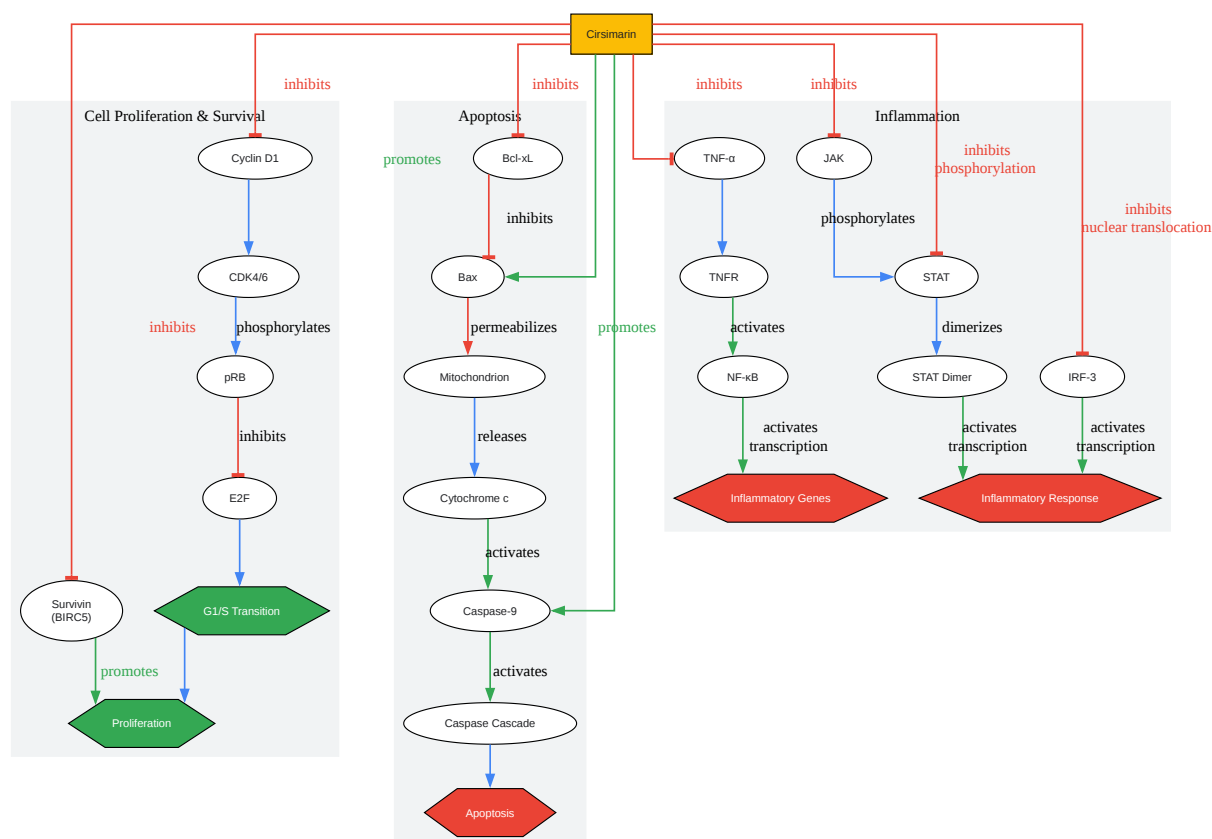 Cirsimarin
inhibits
inhibits
inhibits
inhibits
Cell Proliferation & Survival
Apoptosis
Inflammation
Cyclin D1
promotes
Bcl-xL
TNF-α
JAK
inhibits
phosphorylation
inhibits
phosphorylates
inhibits
nuclear translocation
CDK4/6
Bax
TNFR
STAT
inhibits
phosphorylates
permeabilizes
promotes
activates
dimerizes
pRB
Mitochondrion
NF-κB
STAT Dimer
IRF-3
inhibits
releases
activates
transcription
activates
transcription
activates
transcription
E2F
Cytochrome c
Inflammatory Genes
Inflammatory Response
activates
Survivin
(BIRC5)
G1/S Transition
Caspase-9
promotes
activates
Proliferation
Caspase Cascade
Apoptosis